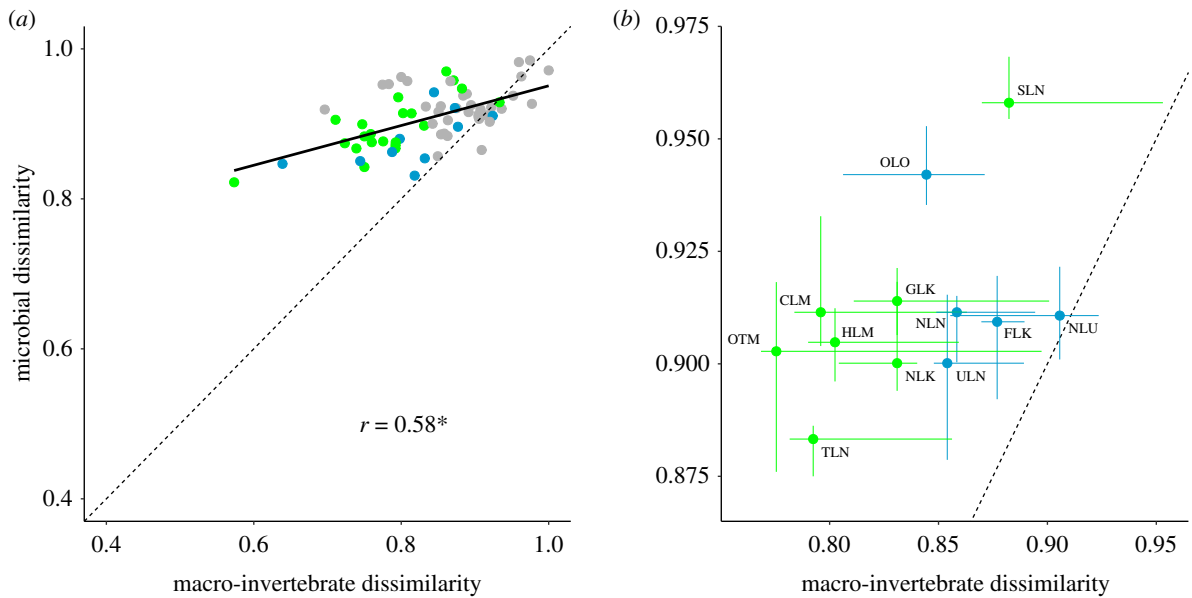 (a)
1.0
0.8
0.6
0.4
microbial dissimilarity
r = 0.58*
0.4 0.6 0.8 1.0
macro-invertebrate dissimilarity
(b)
0.975
0.950
0.925
0.900
0.875
SLN
OLO
GLK
CLM
NLN
FLK
NLU
HLM
OTM
NLK
ULN
TLN
0.80 0.85 0.90 0.95
macro-invertebrate dissimilarity